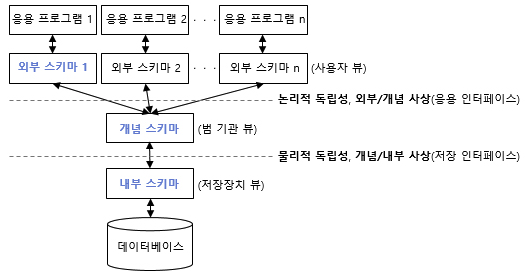 응용 프로그램 1 응용 프로그램 2 · · · 응용 프로그램 n
외부 스키마 1 외부 스키마 2 · · · 외부 스키마 n (사용자 뷰)
논리적 독립성, 외부/개념 사상(응용 인터페이스)
개념 스키마 (범 기관 뷰)
물리적 독립성, 개념/내부 사상(저장 인터페이스)
내부 스키마 (저장장치 뷰)
데이터베이스